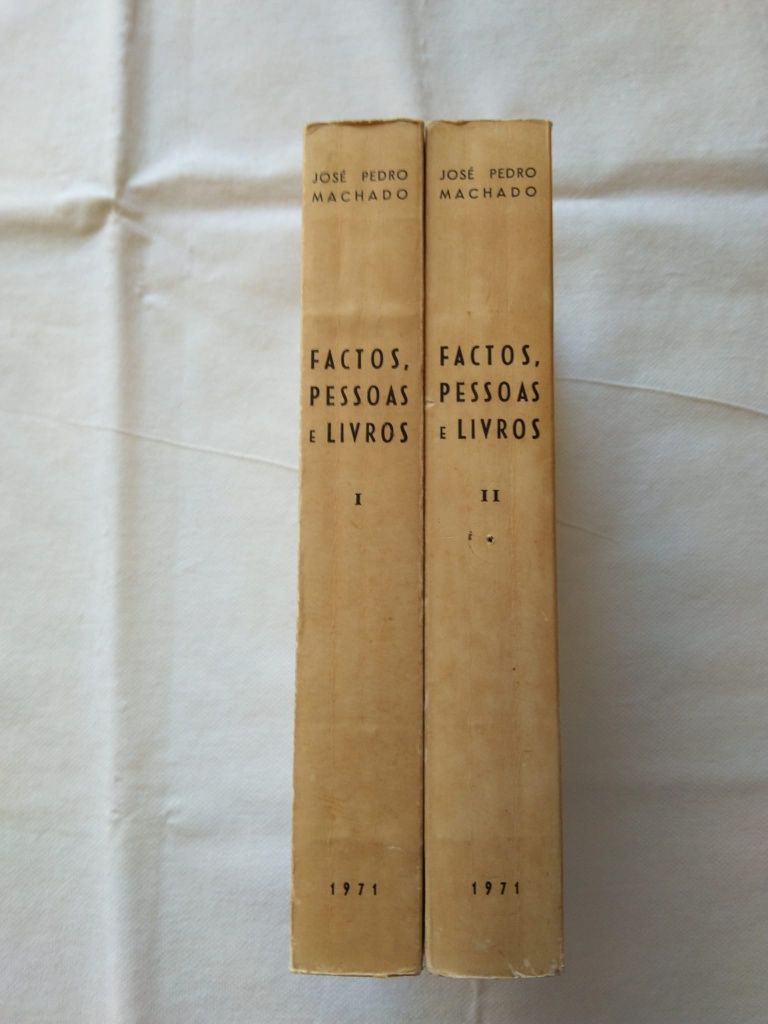 JOSÉ PEDRO
MACHADO
FACTOS,
PESSOAS
E LIVROS
I
1971
JOSÉ PEDRO
MACHADO
FACTOS,
PESSOAS
E LIVROS
II
1971